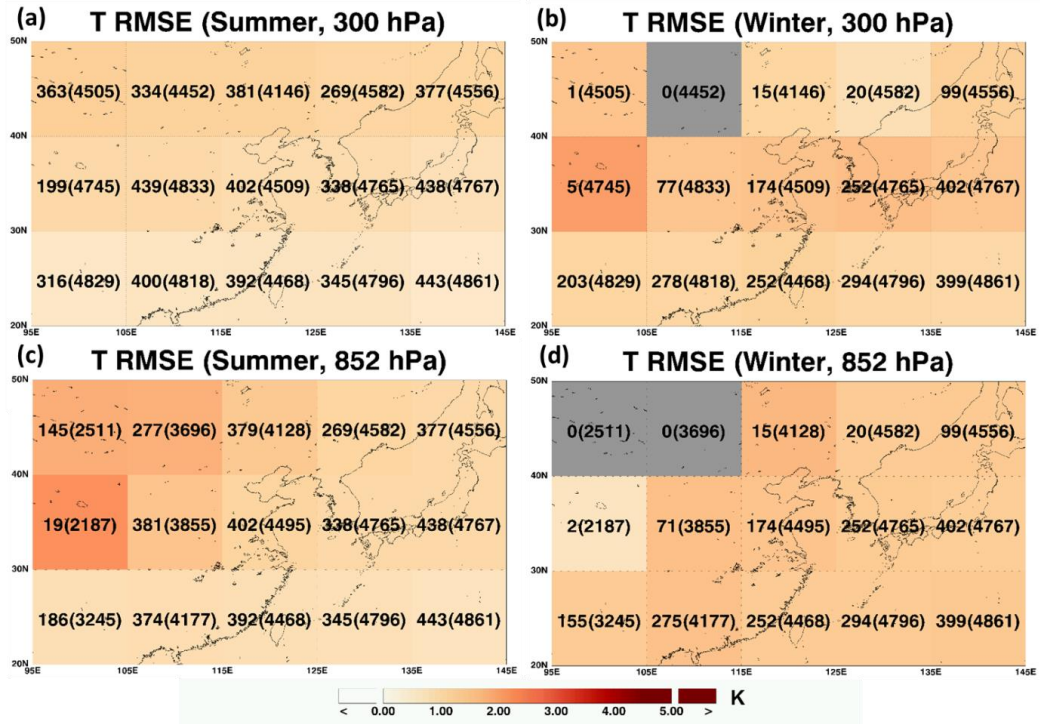 (a) T RMSE (Summer, 300 hPa)
50N
363(4505) 334(4452) 381(4146) 269(4582) 377(4556)
40N
199(4745) 439(4833) 402(4509) 338(4765) 438(4767)
30N
316(4829) 400(4818) 392(4468) 345(4796) 443(4861)
20N
95E 105E 115E 125E 135E 145E
(b) T RMSE (Winter, 300 hPa)
50N
1(4505) 0(4452) 15(4146) 20(4582) 99(4556)
40N
5(4745) 77(4833) 174(4509) 252(4765) 402(4767)
30N
203(4829) 278(4818) 252(4468) 294(4796) 399(4861)
20N
95E 105E 115E 125E 135E 145E
(c) T RMSE (Summer, 852 hPa)
50N
145(2511) 277(3696) 379(4128) 269(4582) 377(4556)
40N
19(2187) 381(3855) 402(4495) 338(4765) 438(4767)
30N
186(3245) 374(4177) 392(4468) 345(4796) 443(4861)
20N
95E 105E 115E 125E 135E 145E
(d) T RMSE (Winter, 852 hPa)
50N
0(2511) 0(3696) 15(4128) 20(4582) 99(4556)
40N
2(2187) 71(3855) 174(4495) 252(4765) 402(4767)
30N
155(3245) 275(4177) 252(4468) 294(4796) 399(4861)
20N
95E 105E 115E 125E 135E 145E
K
< 0.00 1.00 2.00 3.00 4.00 5.00 >